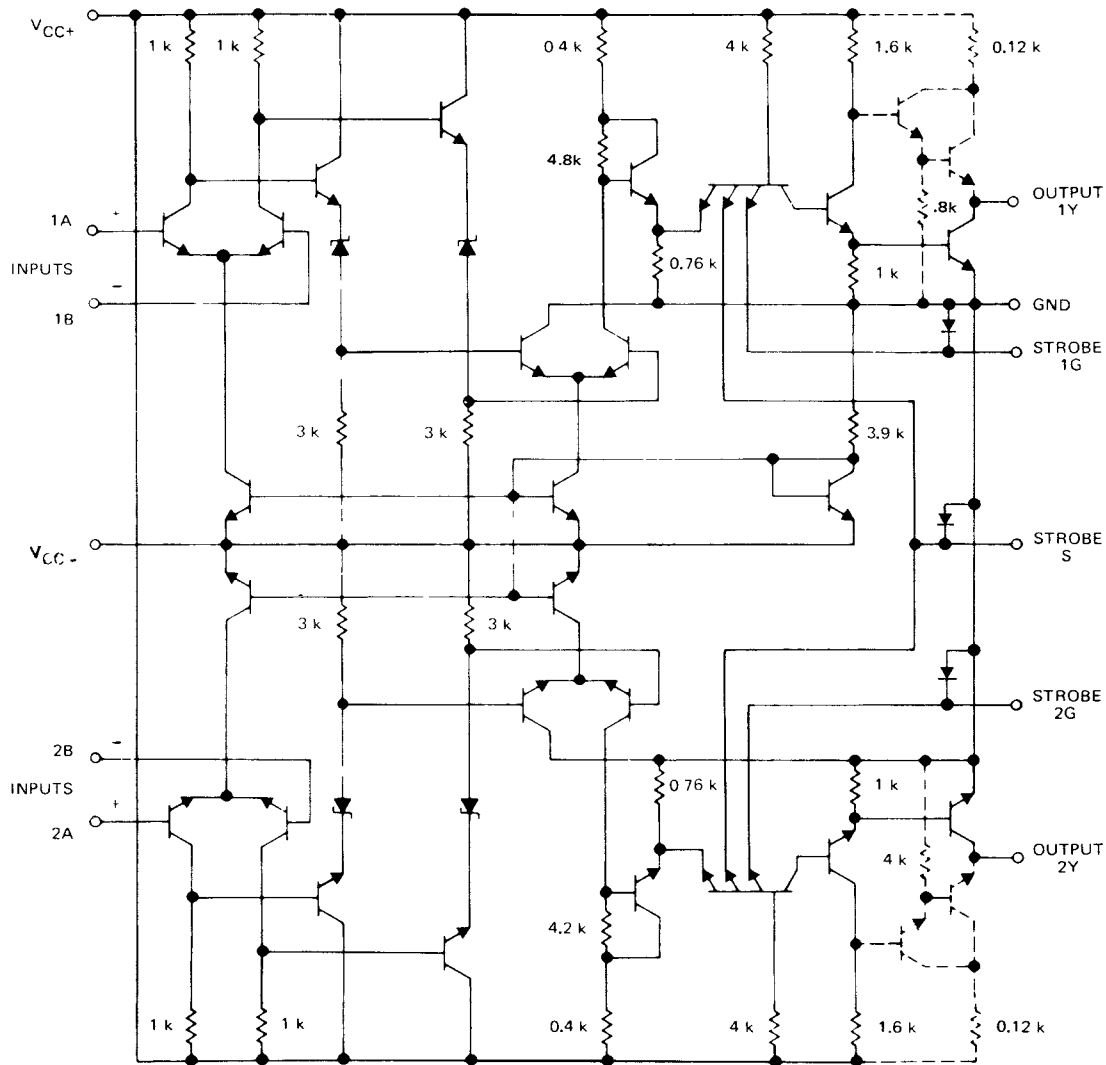 VCC+
1 k
1 k
0 4 k
4 k
1.6 k
0.12 k
4.8k
OUTPUT
1Y
.8k
1A
+
0.76 k
1 k
INPUTS
-
1B
GND
STROBE
1G
3 k
3 k
3.9 k
VCC-
STROBE
S
3 k
3 k
STROBE
2G
2B
-
0.76 k
1 k
INPUTS
+
2A
4 k
OUTPUT
2Y
4.2 k
1 k
1 k
0.4 k
4 k
1.6 k
0.12 k